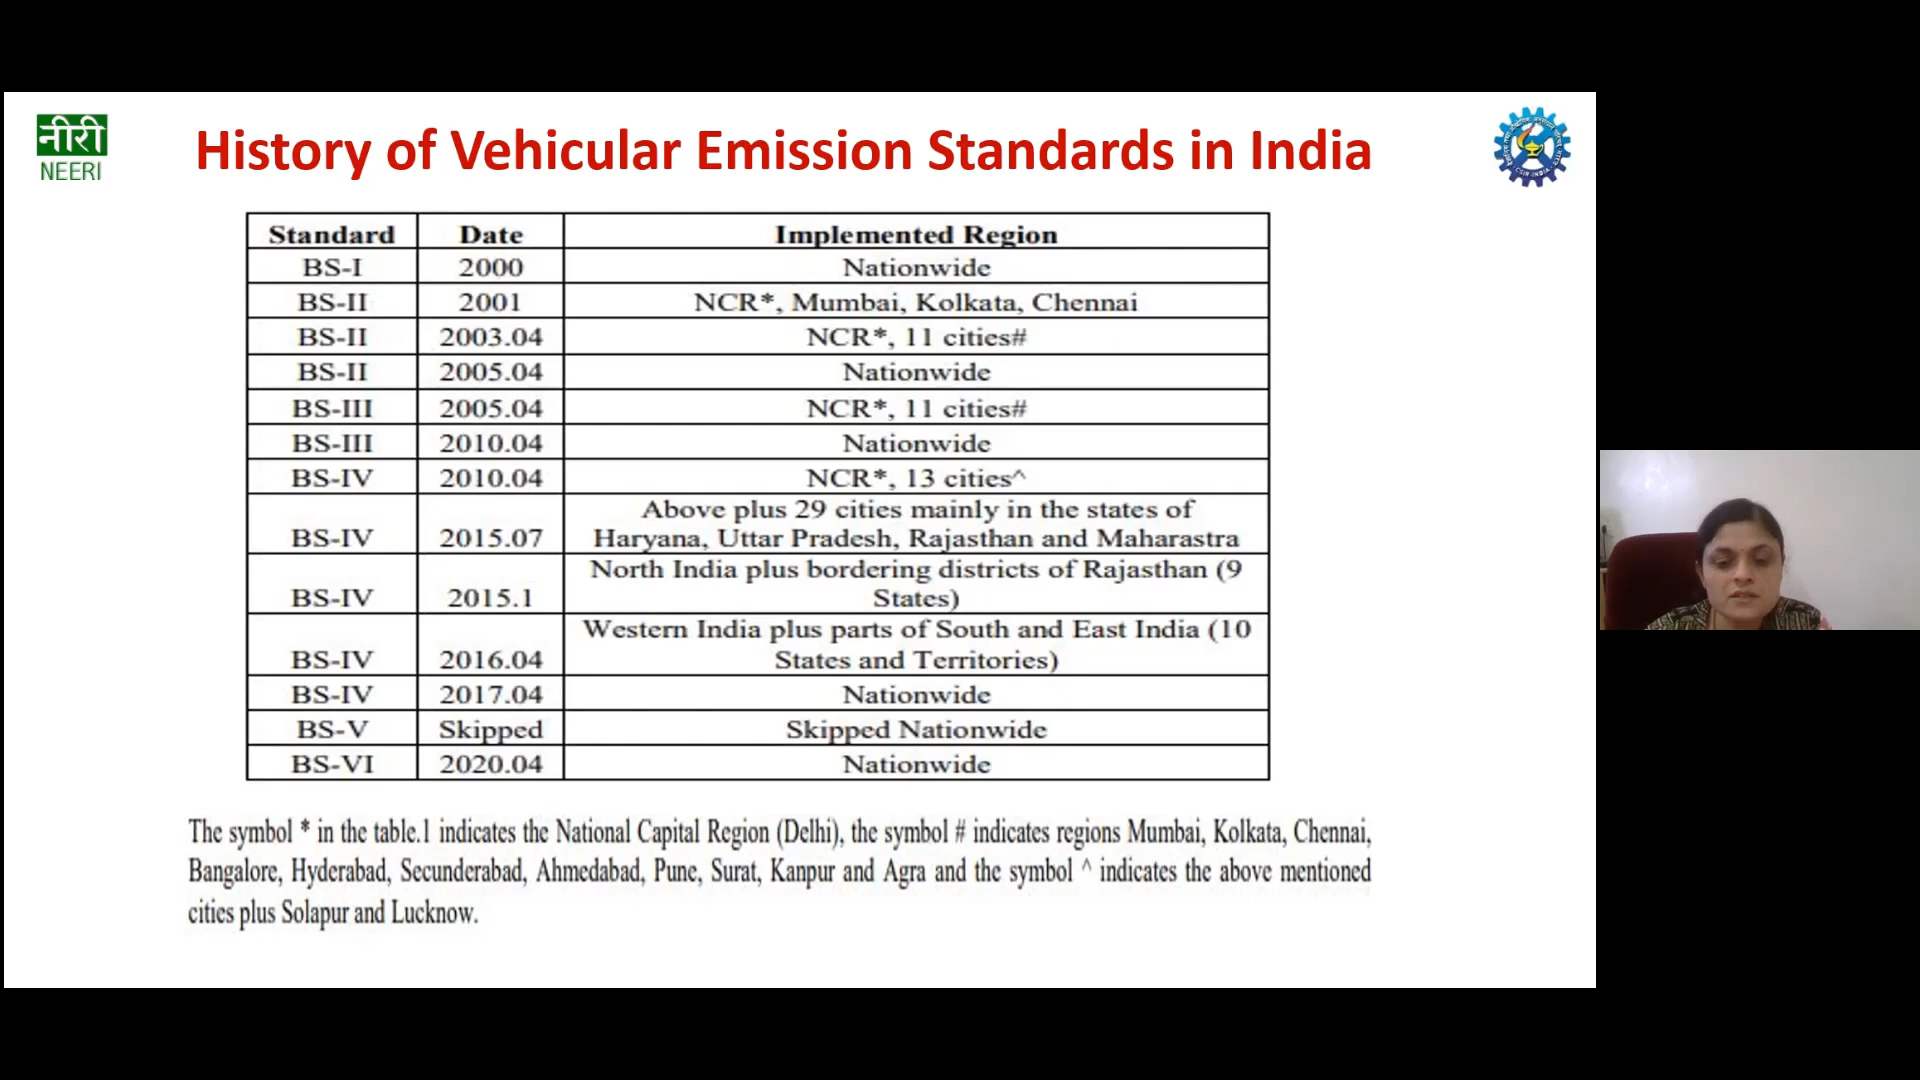 नीरी
NEERI
History of Vehicular Emission Standards in India
CSIR-INDIA
Standard Date Implemented Region
BS-I 2000 Nationwide
BS-II 2001 NCR*, Mumbai, Kolkata, Chennai
BS-II 2003.04 NCR*, 11 cities#
BS-II 2005.04 Nationwide
BS-III 2005.04 NCR*, 11 cities#
BS-III 2010.04 Nationwide
BS-IV 2010.04 NCR*, 13 cities^
Above plus 29 cities mainly in the states of
BS-IV 2015.07 Haryana, Uttar Pradesh, Rajasthan and Maharastra
North India plus bordering districts of Rajasthan (9
BS-IV 2015.1 States)
Western India plus parts of South and East India (10
BS-IV 2016.04 States and Territories)
BS-IV 2017.04 Nationwide
BS-V Skipped Skipped Nationwide
BS-VI 2020.04 Nationwide
The symbol * in the table.1 indicates the National Capital Region (Delhi), the symbol # indicates regions Mumbai, Kolkata, Chennai,
Bangalore, Hyderabad, Secunderabad, Ahmedabad, Pune, Surat, Kanpur and Agra and the symbol ^ indicates the above mentioned
cities plus Solapur and Lucknow.